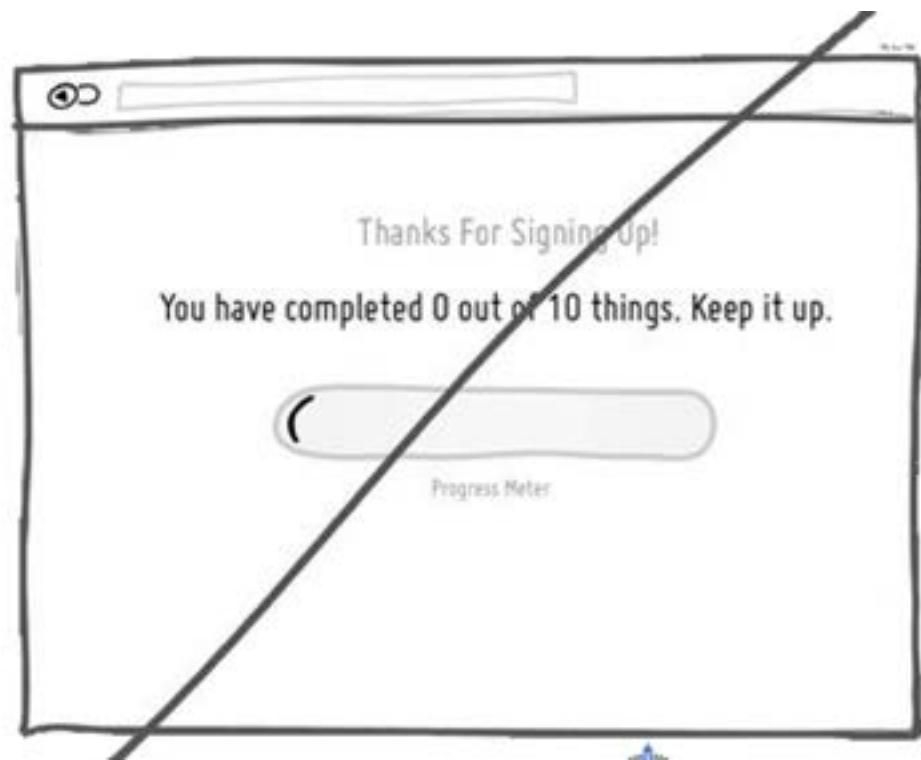 Thanks For Signing Up!
You have completed 0 out of 10 things. Keep it up.
Progress Meter